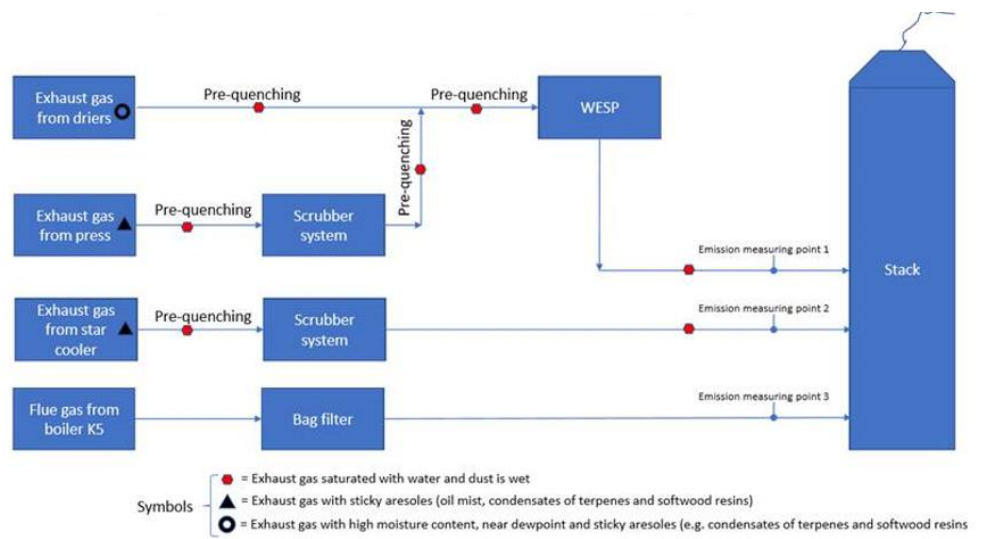 Exhaust gas
from driers
Pre-quenching
Pre-quenching
WESP
Pre-quenching
Exhaust gas
from press
Pre-quenching
Scrubber
system
Emission measuring point 1
Stack
Exhaust gas
from star
cooler
Pre-quenching
Scrubber
system
Emission measuring point 2
Flue gas from
boiler K5
Bag filter
Emission measuring point 3
Symbols
= Exhaust gas saturated with water and dust is wet
= Exhaust gas with sticky aresoles (oil mist, condensates of terpenes and softwood resins)
= Exhaust gas with high moisture content, near dewpoint and sticky aresoles (e.g. condensates of terpenes and softwood resins